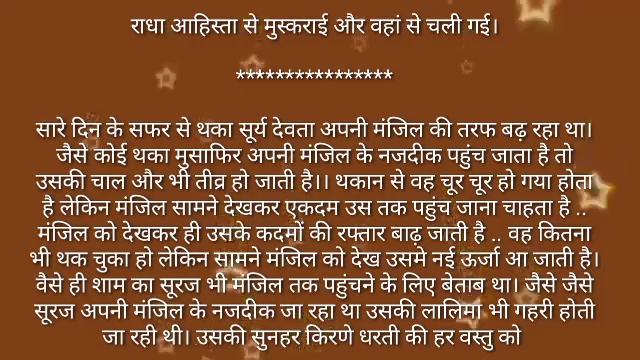 राधा आहिस्ता से मुस्कराई और वहां से चली गई।
****************
सारे दिन के सफर से थका सूर्य देवता अपनी मंजिल की तरफ बढ़ रहा था।
जैसे कोई थका मुसाफिर अपनी मंजिल के नजदीक पहुंच जाता है तो
उसकी चाल और भी तीव्र हो जाती है।। थकान से वह चूर चूर हो गया होता
है लेकिन मंजिल सामने देखकर एकदम उस तक पहुंच जाना चाहता है ..
मंजिल को देखकर ही उसके कदमों की रफ्तार बाढ़ जाती है .. वह कितना
भी थक चुका हो लेकिन सामने मंजिल को देख उसमे नई ऊर्जा आ जाती है।
वैसे ही शाम का सूरज भी मंजिल तक पहुंचने के लिए बेताब था। जैसे जैसे
सूरज अपनी मंजिल के नजदीक जा रहा था उसकी लालिमा भी गहरी होती
जा रही थी। उसकी सुनहर किरणे धरती की हर वस्तु को